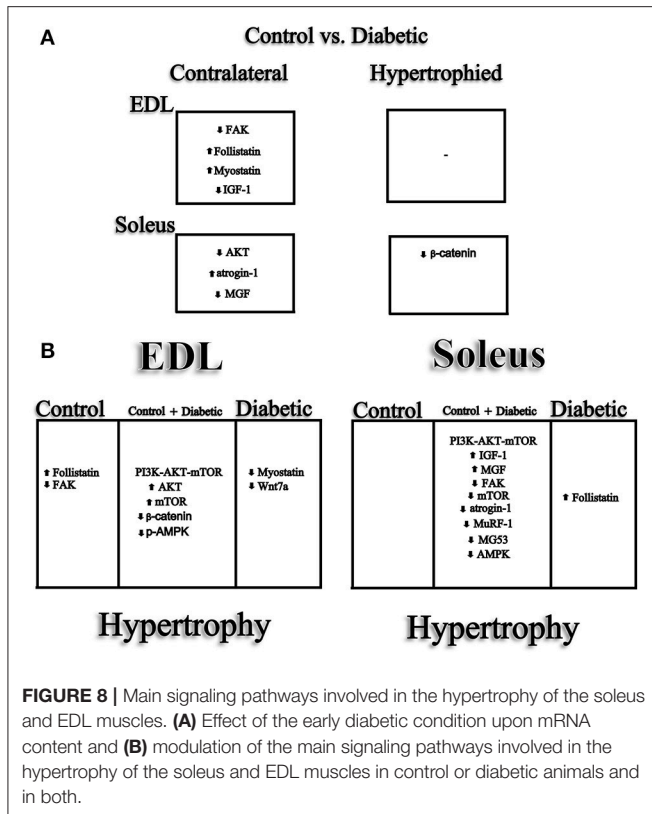 A
Control vs. Diabetic
Contralateral Hypertrophied
EDL
⬇ FAK
⬆ Follistatin
⬆ Myostatin
⬇ IGF-1
-
Soleus
⬇ AKT
⬆ atrogin-1
⬇ MGF
⬇ β-catenin
B
EDL
Control Control + Diabetic Diabetic
⬆ Follistatin
⬇ FAK
PI3K-AKT-mTOR
⬆ AKT
⬆ mTOR
⬇ β-catenin
⬇ p-AMPK
⬇ Myostatin
⬇ Wnt7a
Hypertrophy
Soleus
Control Control + Diabetic Diabetic
PI3K-AKT-mTOR
⬆ IGF-1
⬆ MGF
⬇ FAK
⬇ mTOR
⬇ atrogin-1
⬇ MuRF-1
⬇ MG53
⬇ AMPK
⬆ Follistatin
Hypertrophy
FIGURE 8 | Main signaling pathways involved in the hypertrophy of the soleus
and EDL muscles. (A) Effect of the early diabetic condition upon mRNA
content and (B) modulation of the main signaling pathways involved in the
hypertrophy of the soleus and EDL muscles in control or diabetic animals and
in both.